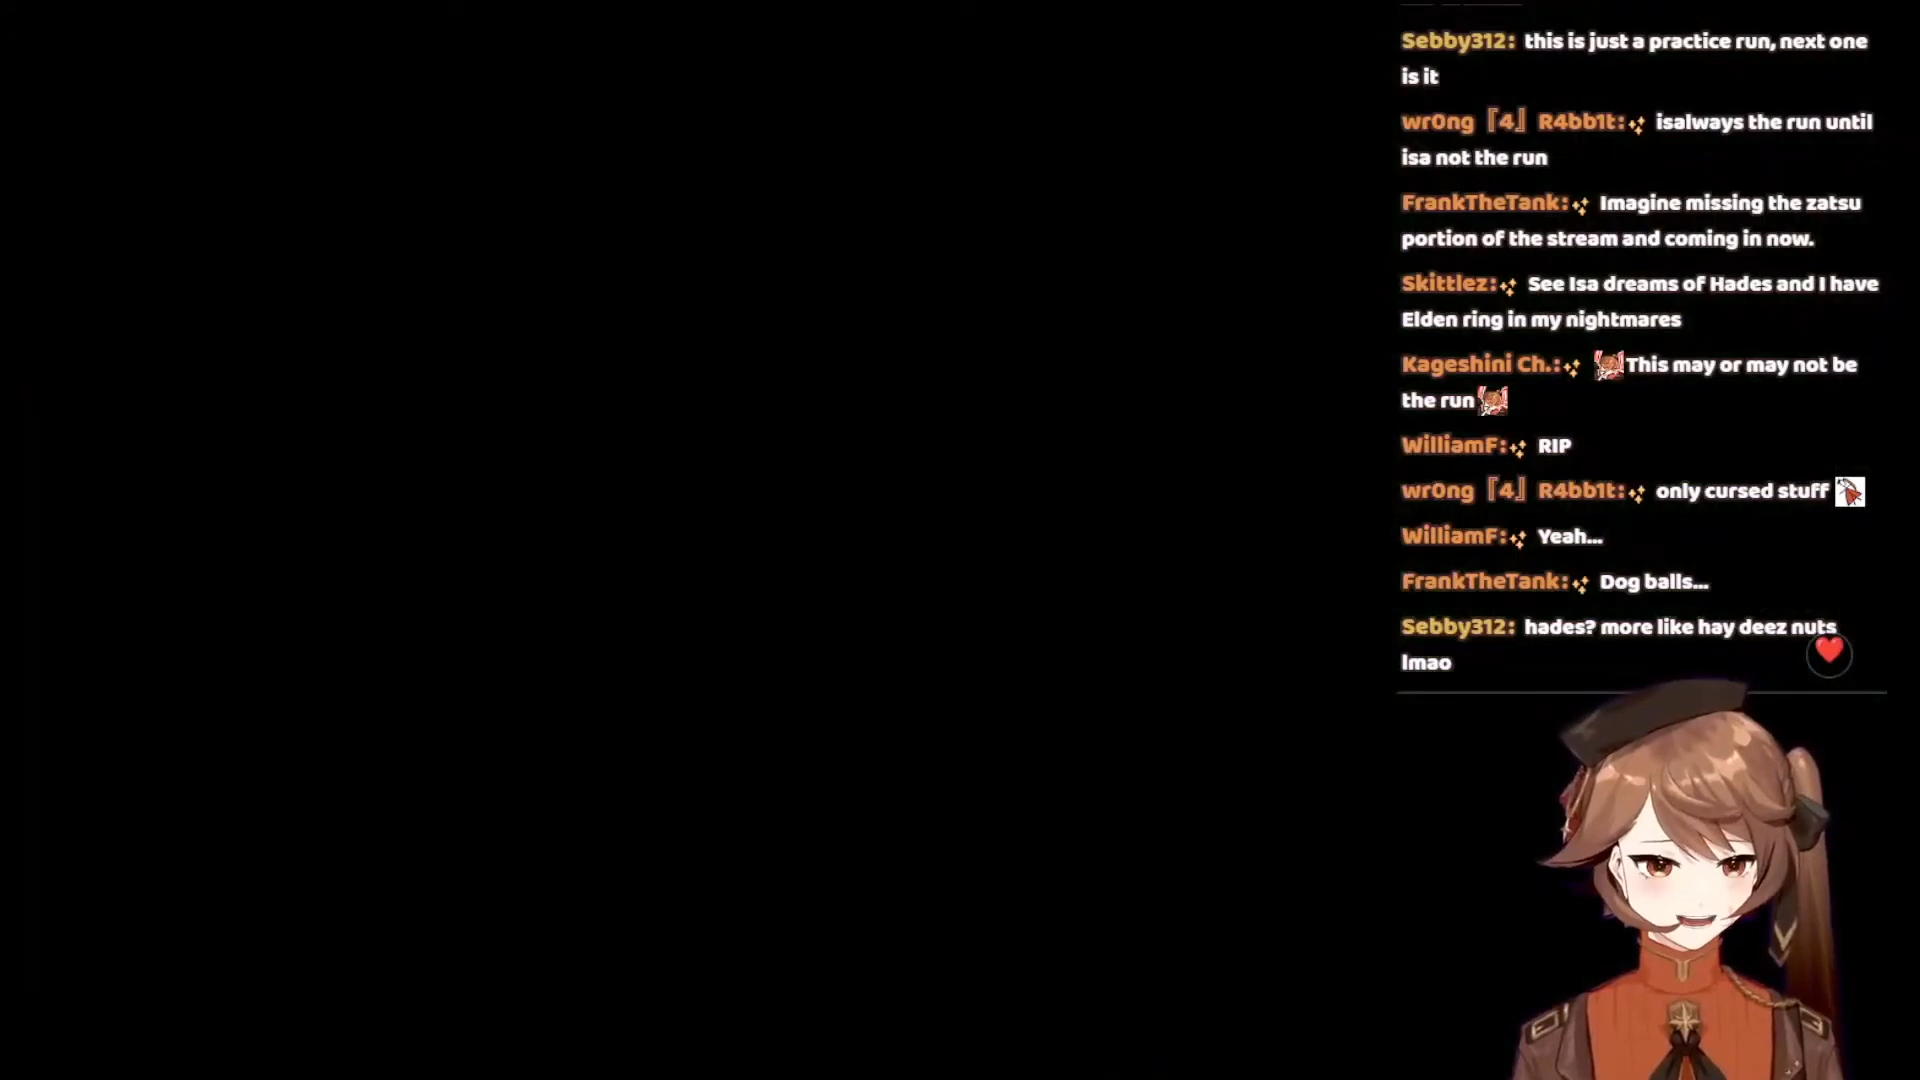 Sebby312: this is just a practice run, next one
is it
wr0ng『4』R4bb1t: isalways the run until
isa not the run
FrankTheTank: Imagine missing the zatsu
portion of the stream and coming in now.
Skittlez: See Isa dreams of Hades and I have
Elden ring in my nightmares
Kageshini Ch.: This may or may not be
the run
WilliamF: RIP
wr0ng『4』R4bb1t: only cursed stuff
WilliamF: Yeah...
FrankTheTank: Dog balls...
Sebby312: hades? more like hay deez nuts
lmao